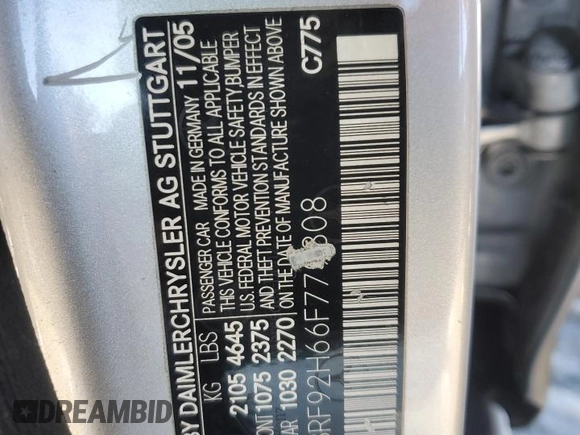 BY DAIMLERCHRYSLER AG STUTTGART
KG LBS PASSENGER CAR MADE IN GERMANY 11/05
2105 4645 THIS VEHICLE CONFORMS TO ALL APPLICABLE
U.S. FEDERAL MOTOR VEHICLE SAFETY,BUMPER
1075 2375 AND THEFT PREVENTION STANDARDS IN EFFECT
1030 2270 ON THE DATE OF MANUFACTURE SHOWN ABOVE
RF92H66F77 808 C775
AUTOBIDMASTER